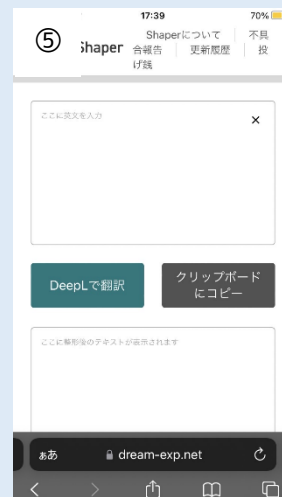 17:39
70%
⑤
Shaper
Shaperについて
不具
合報告
更新履歴
投
げ銭
ここに英文を入力
×
DeepLで翻訳
クリップボード
にコピー
ここに整形後のテキストが表示されます
ぁあ
dream-exp.net